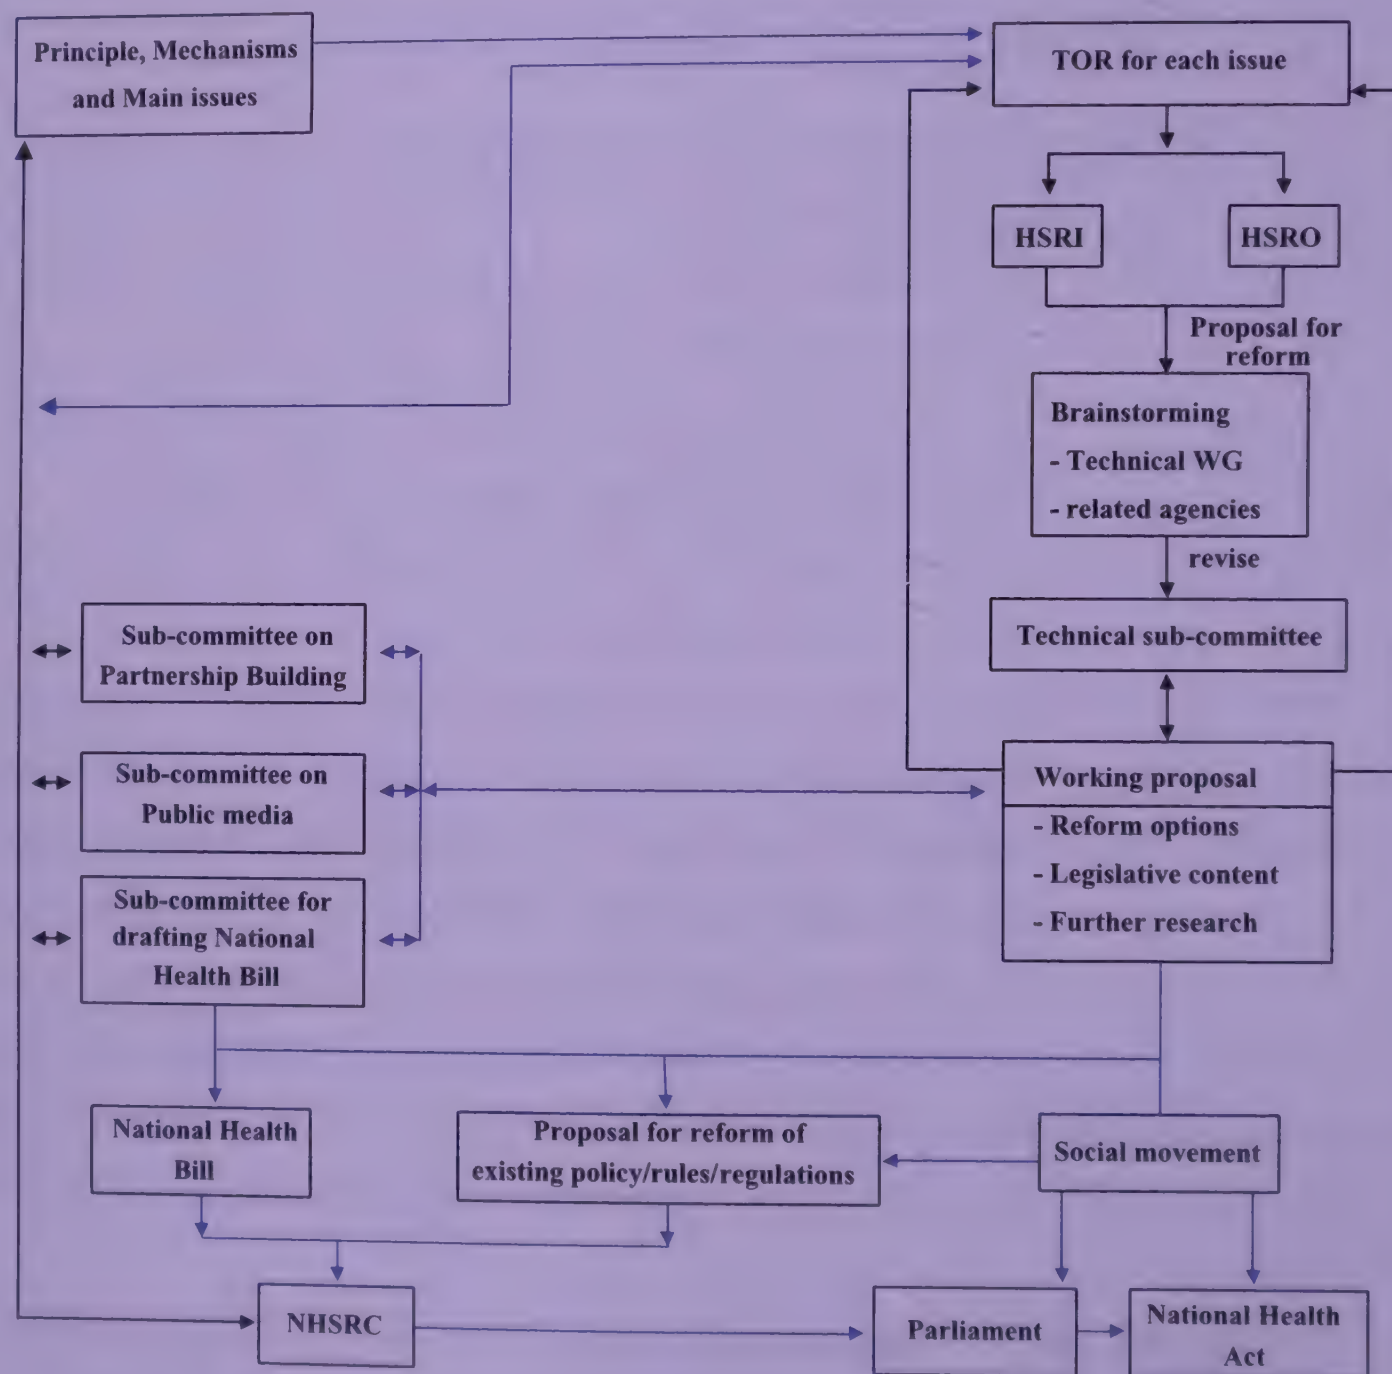 Principle, Mechanisms
and Main issues
TOR for each issue
HSRI
HSRO
Proposal for
reform
Brainstorming
- Technical WG
- related agencies
revise
Technical sub-committee
Sub-committee on
Partnership Building
Sub-committee on
Public media
Sub-committee for
drafting National
Health Bill
Working proposal
- Reform options
- Legislative content
- Further research
National Health
Bill
Proposal for reform of
existing policy/rules/regulations
Social movement
NHSRC
Parliament
National Health
Act